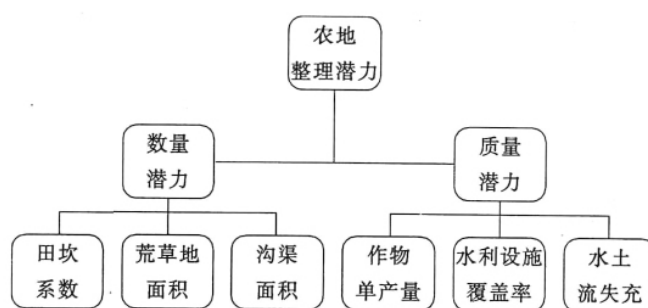 农地
整理潜力
数量
潜力
质量
潜力
田坎
系数
荒草地
面积
沟渠
面积
作物
单产量
水利设施
覆盖率
水土
流失充